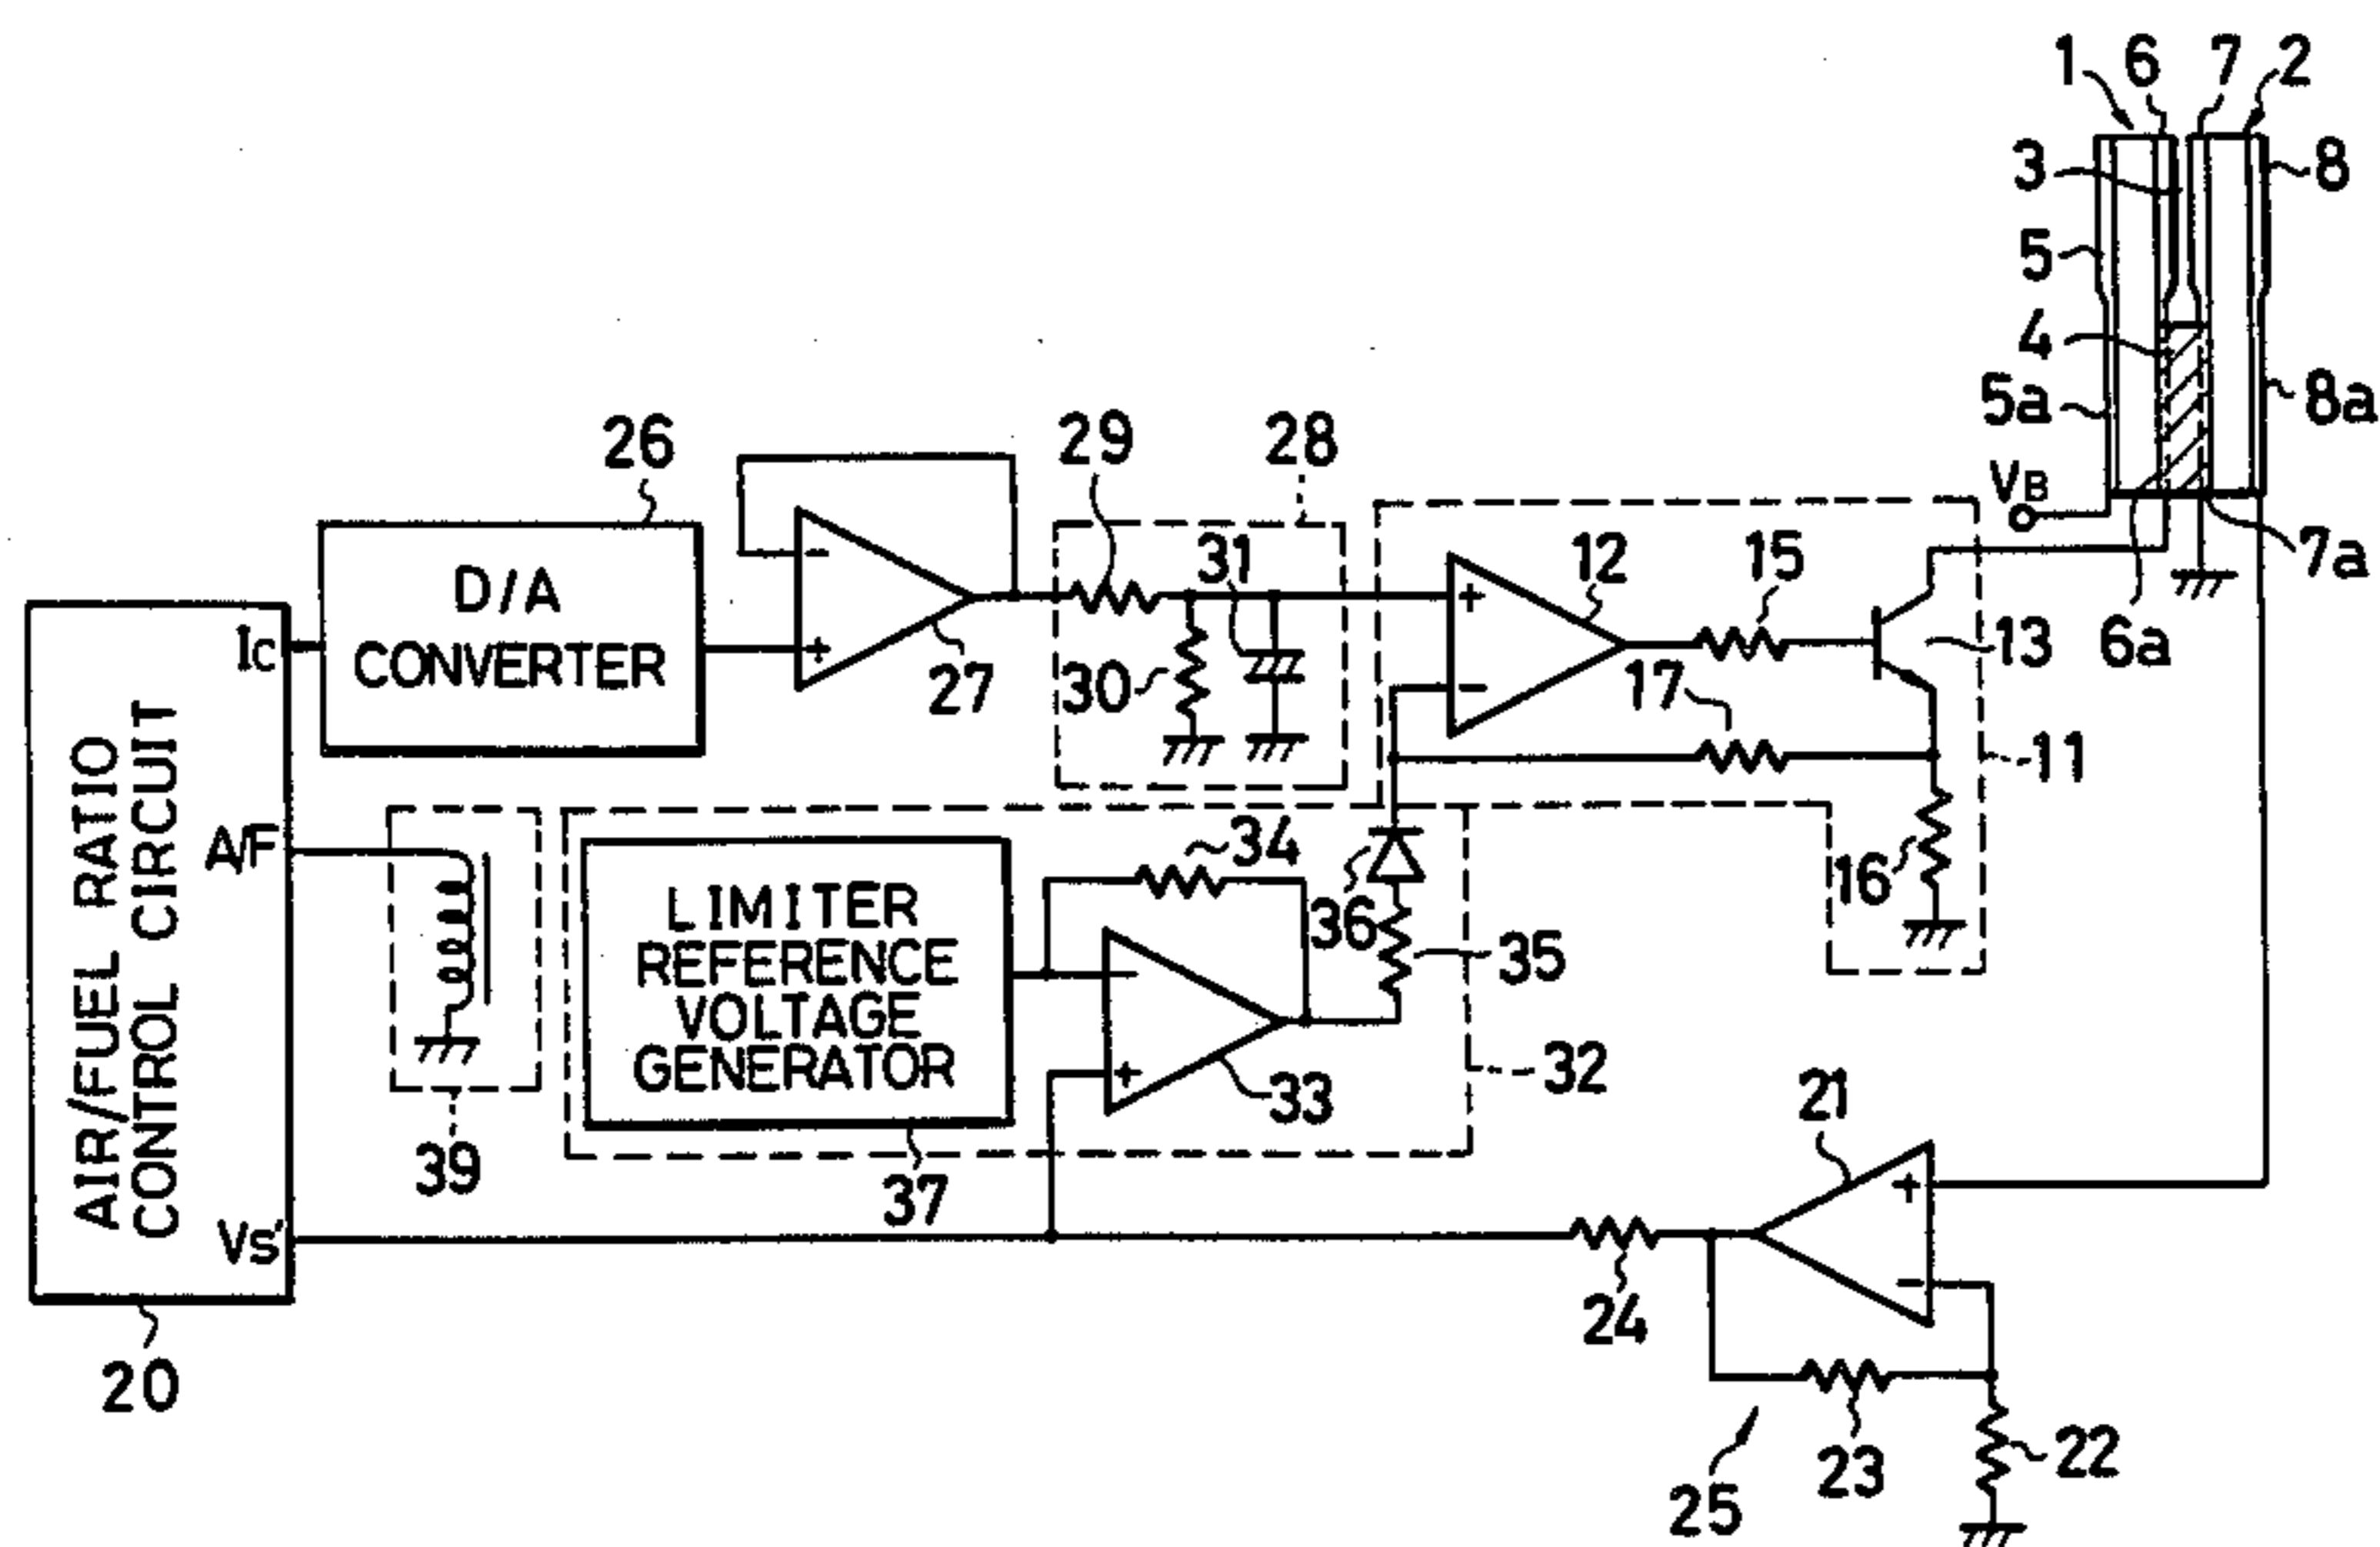 1 6 7 2
3 8
5
4
5a 8a
VB
7a
6a
26 29 28
D/A
CONVERTER
27
31
30
12 15
13
17
11
16
IC
A/F
VS'
AIR/FUEL RATIO
CONTROL CIRCUIT
20
39
LIMITER
REFERENCE
VOLTAGE
GENERATOR
37
34
36
35
33
32
21
24
23
22
25
- +
+ -
- +
+ -